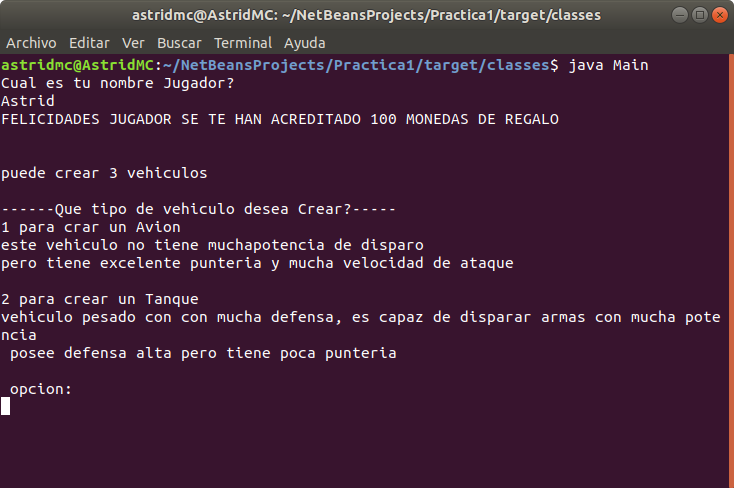 astridmc@AstridMC: ~/NetBeansProjects/Practica1/target/classes
Archivo Editar Ver Buscar Terminal Ayuda
astridmc@AstridMC:~/NetBeansProjects/Practica1/target/classes$ java Main
Cual es tu nombre Jugador?
Astrid
FELICIDADES JUGADOR SE TE HAN ACREDITADO 100 MONEDAS DE REGALO
puede crear 3 vehiculos
------Que tipo de vehiculo desea Crear?-----
1 para crar un Avion
este vehiculo no tiene muchapotencia de disparo
pero tiene excelente punteria y mucha velocidad de ataque
2 para crear un Tanque
vehiculo pesado con con mucha defensa, es capaz de disparar armas con mucha pote
ncia
posee defensa alta pero tiene poca punteria
opcion: